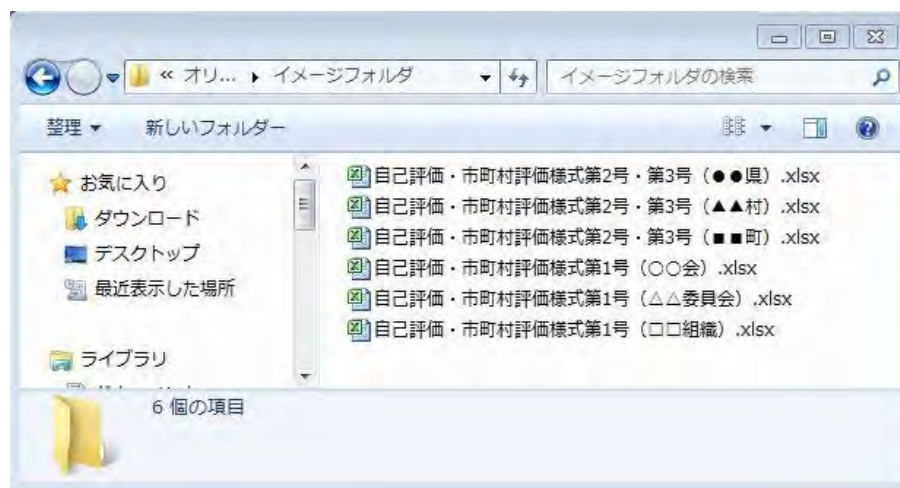 « オリ... ▸ イメージフォルダ
イメージフォルダの検索
整理 ▼ 新しいフォルダー
お気に入り
ダウンロード
デスクトップ
最近表示した場所
ライブラリ
自己評価・市町村評価様式第2号・第3号（●●県）.xlsx
自己評価・市町村評価様式第2号・第3号（▲▲村）.xlsx
自己評価・市町村評価様式第2号・第3号（■■町）.xlsx
自己評価・市町村評価様式第1号（○○会）.xlsx
自己評価・市町村評価様式第1号（△△委員会）.xlsx
自己評価・市町村評価様式第1号（□□組織）.xlsx
6 個の項目